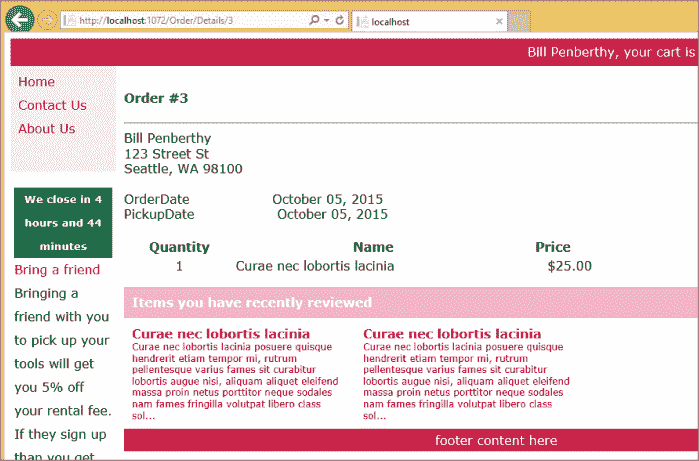 http://localhost:1072/Order/Details/3
localhost
Bill Penberthy, your cart is
Home
Contact Us
About Us
We close in 4
hours and 44
minutes
Bring a friend
Bringing a
friend with you
to pick up your
tools will get
you 5% off
your rental fee.
If they sign up
than you get
Order #3
Bill Penberthy
123 Street St
Seattle, WA 98100
OrderDate October 05, 2015
PickupDate October 05, 2015
Quantity Name Price
1 Curae nec lobortis lacinia $25.00
Items you have recently reviewed
Curae nec lobortis lacinia
Curae nec lobortis lacinia posuere quisque
hendrerit etiam tempor mi, rutrum
pellentesque varius fames sit curabitur
lobortis augue nisi, aliquam aliquet eleifend
massa proin netus porttitor neque sodales
nam fames fringilla volutpat libero class
sol...
Curae nec lobortis lacinia
Curae nec lobortis lacinia posuere quisque
hendrerit etiam tempor mi, rutrum
pellentesque varius fames sit curabitur
lobortis augue nisi, aliquam aliquet eleifend
massa proin netus porttitor neque sodales
nam fames fringilla volutpat libero class
sol...
footer content here